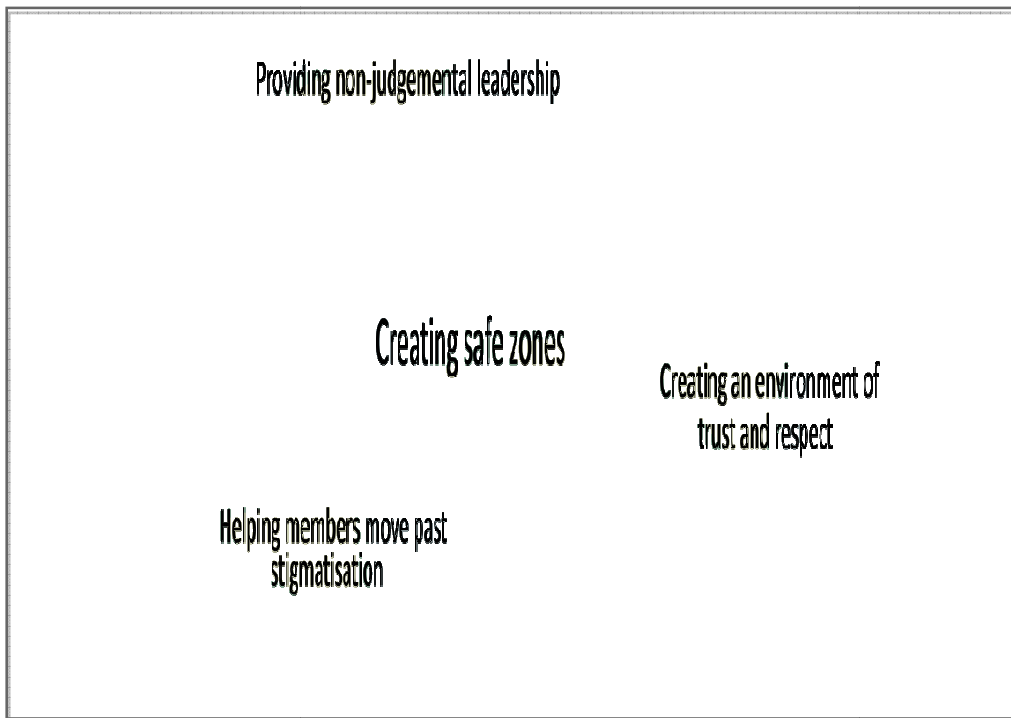 Providing non-judgemental leadership
Creating safe zones
Creating an environment of
trust and respect
Helping members move past
stigmatisation